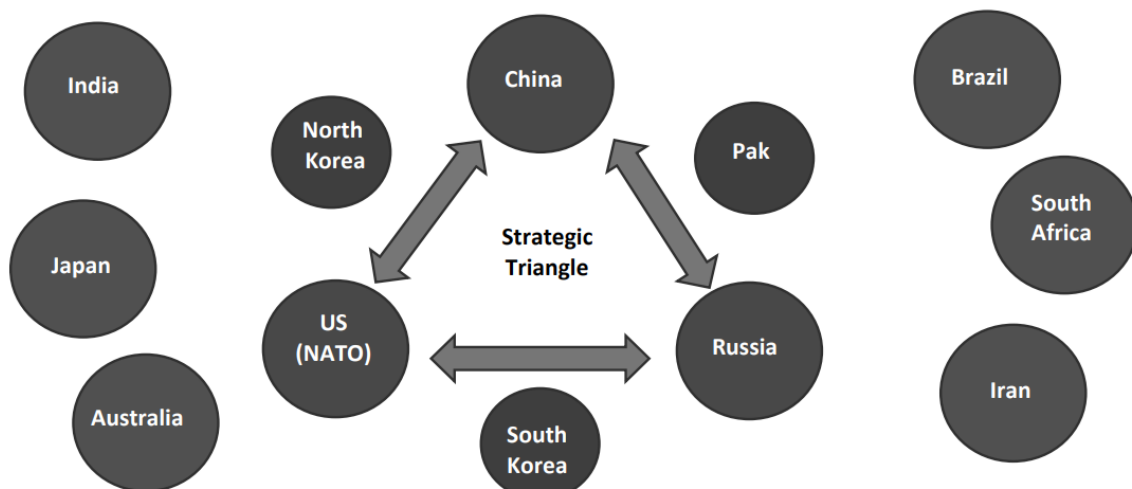 India
China
Brazil
North
Korea
Pak
South
Africa
Strategic
Triangle
Japan
US
(NATO)
Russia
Iran
Australia
South
Korea